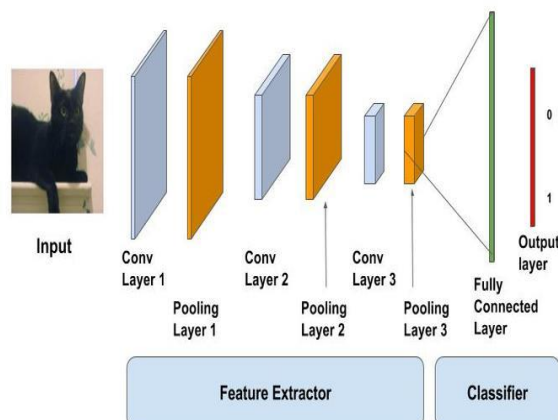 Input
Conv
Layer 1
Pooling
Layer 1
Conv
Layer 2
Pooling
Layer 2
Conv
Layer 3
Pooling
Layer 3
Fully
Connected
Layer
0
1
Output
layer
Feature Extractor
Classifier